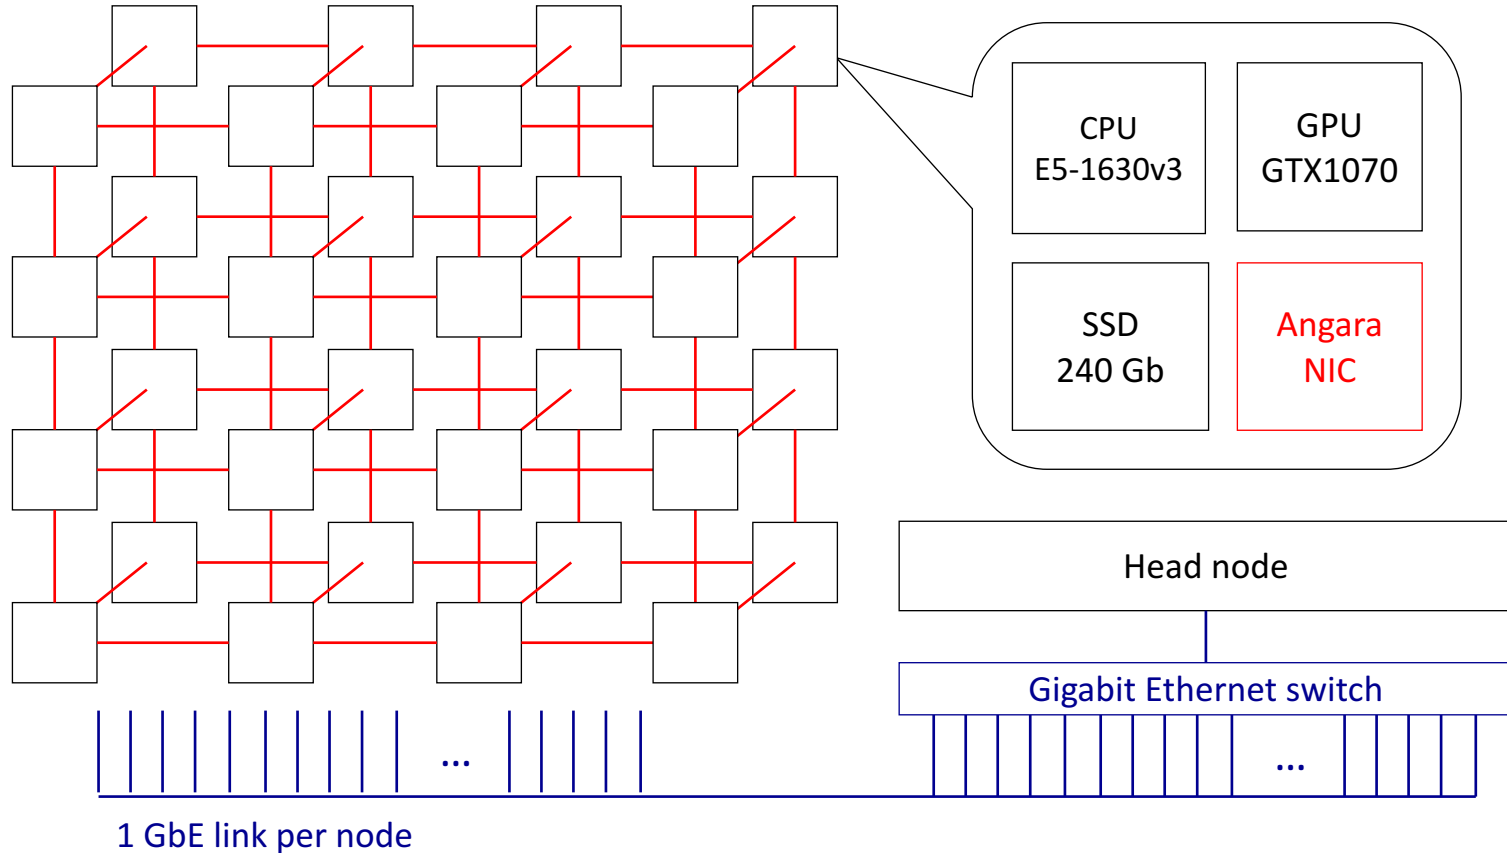 CPU
E5-1630v3
GPU
GTX1070
SSD
240 Gb
Angara
NIC
Head node
Gigabit Ethernet switch
...
...
1 GbE link per node